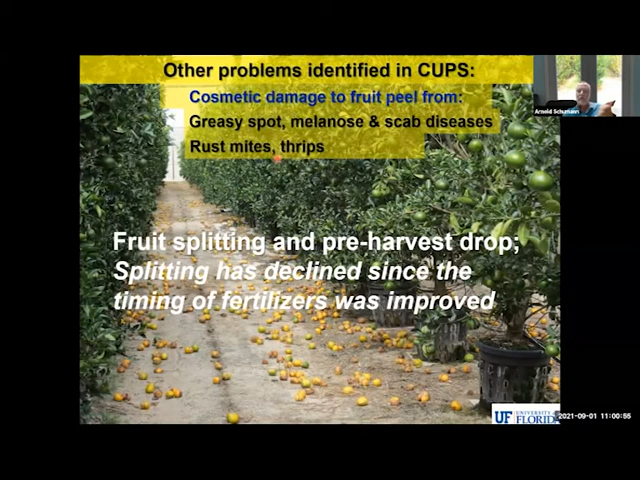 Other problems identified in CUPS:
Cosmetic damage to fruit peel from:
Greasy spot, melanose & scab diseases
Rust mites, thrips
Arnold Schumann
Fruit splitting and pre-harvest drop;
Splitting has declined since the
timing of fertilizers was improved
UF UNIVERSITY of
FLORIDA
2021-09-01 11:00:55